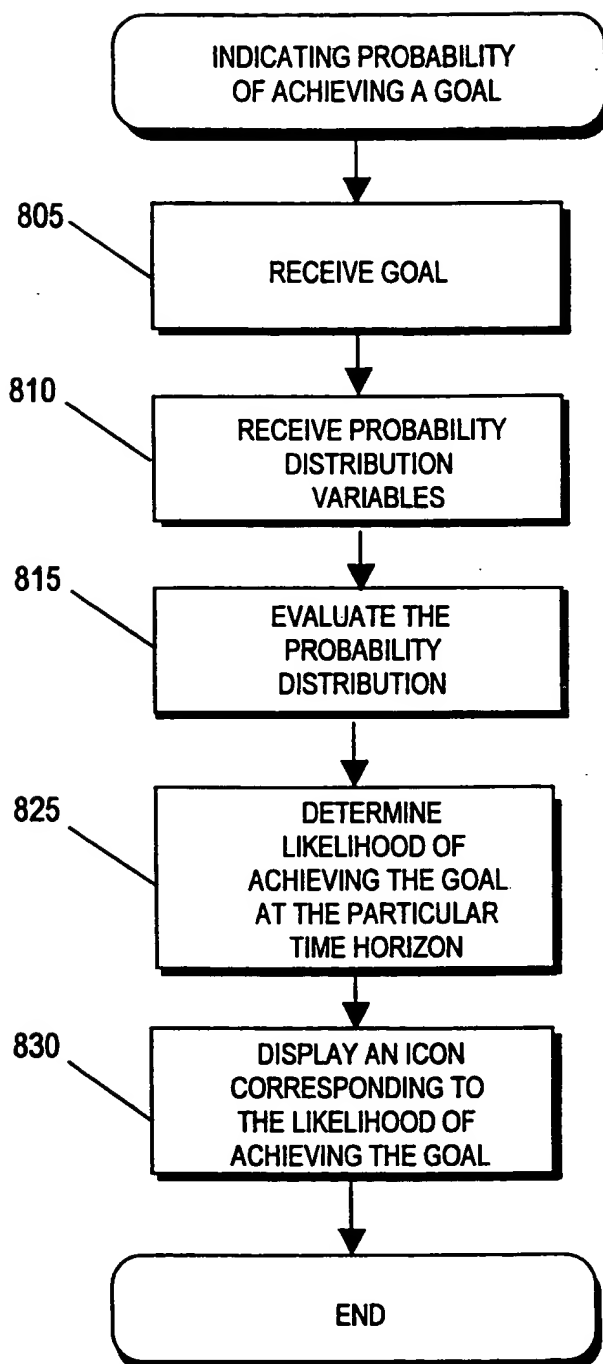 INDICATING PROBABILITY
OF ACHIEVING A GOAL
805
RECEIVE GOAL
810
RECEIVE PROBABILITY
DISTRIBUTION
VARIABLES
815
EVALUATE THE
PROBABILITY
DISTRIBUTION
825
DETERMINE
LIKELIHOOD OF
ACHIEVING THE GOAL
AT THE PARTICULAR
TIME HORIZON
830
DISPLAY AN ICON
CORRESPONDING TO
THE LIKELIHOOD OF
ACHIEVING THE GOAL
END